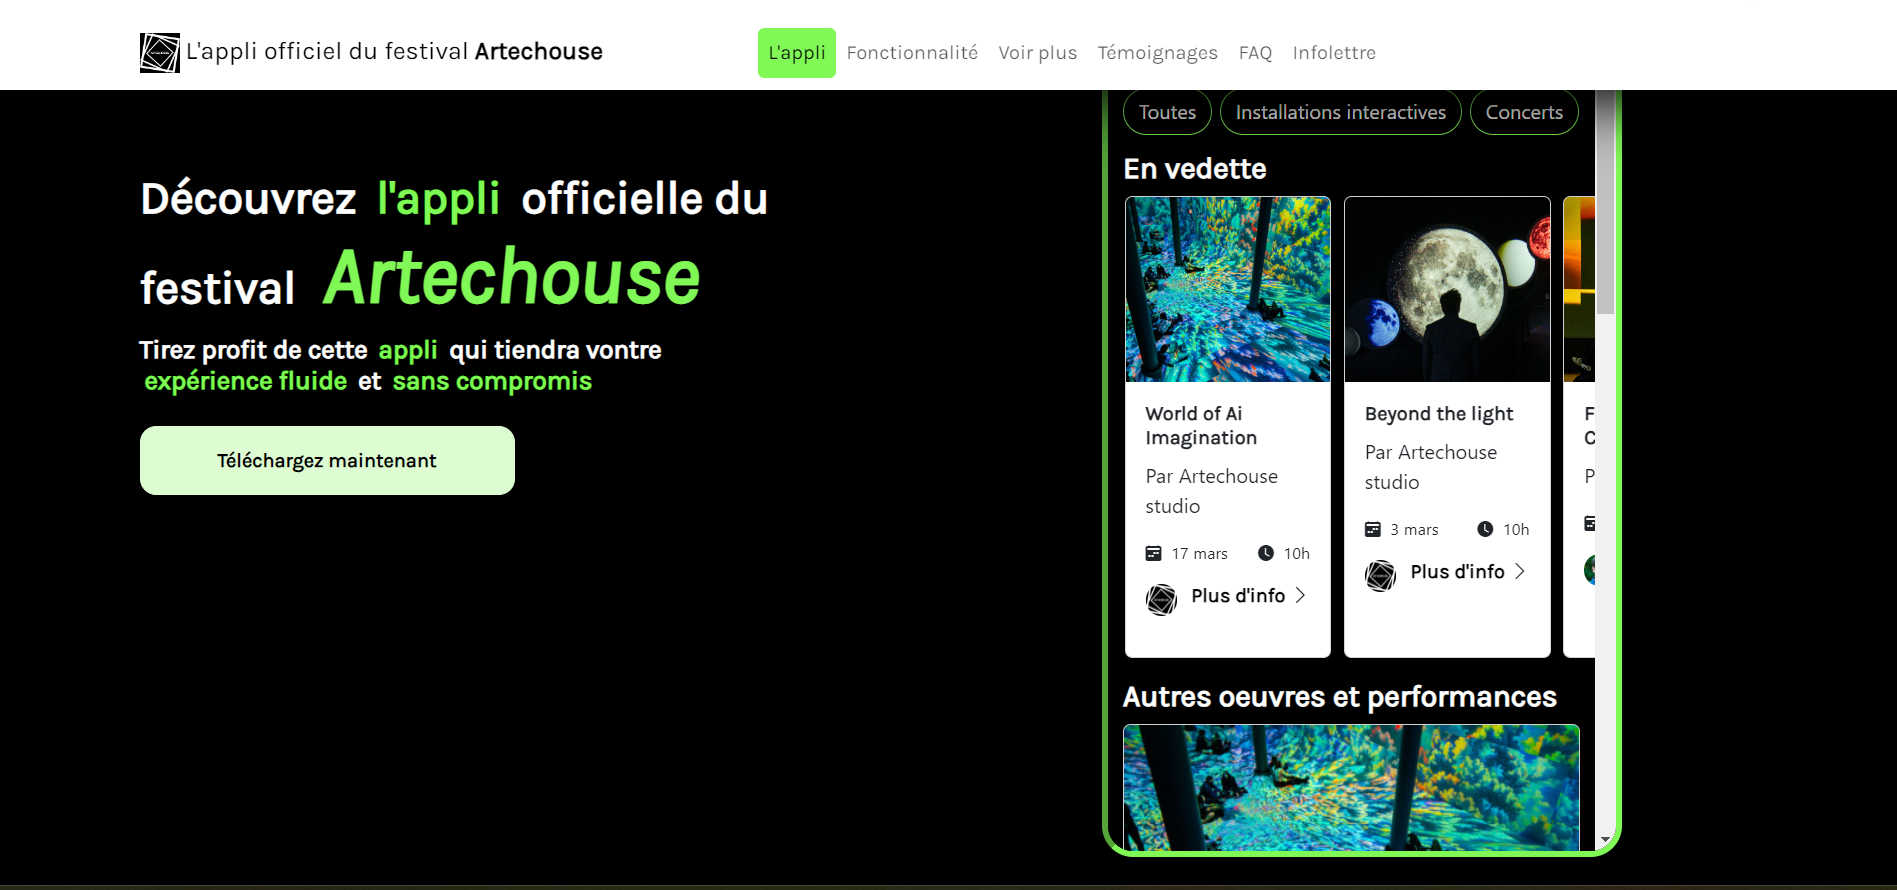 L'appli officiel du festival Artechouse
L'appli Fonctionnalité Voir plus Témoignages FAQ Infolettre
Découvrez l'appli officielle du
festival Artechouse
Tirez profit de cette appli qui tiendra vontre
expérience fluide et sans compromis
Téléchargez maintenant
Toutes Installations interactives Concerts
En vedette
World of Ai
Imagination
Par Artechouse
studio
17 mars 10h
Plus d'info
Beyond the light
Par Artechouse
studio
3 mars 10h
Plus d'info
F
C
P
Autres oeuvres et performances